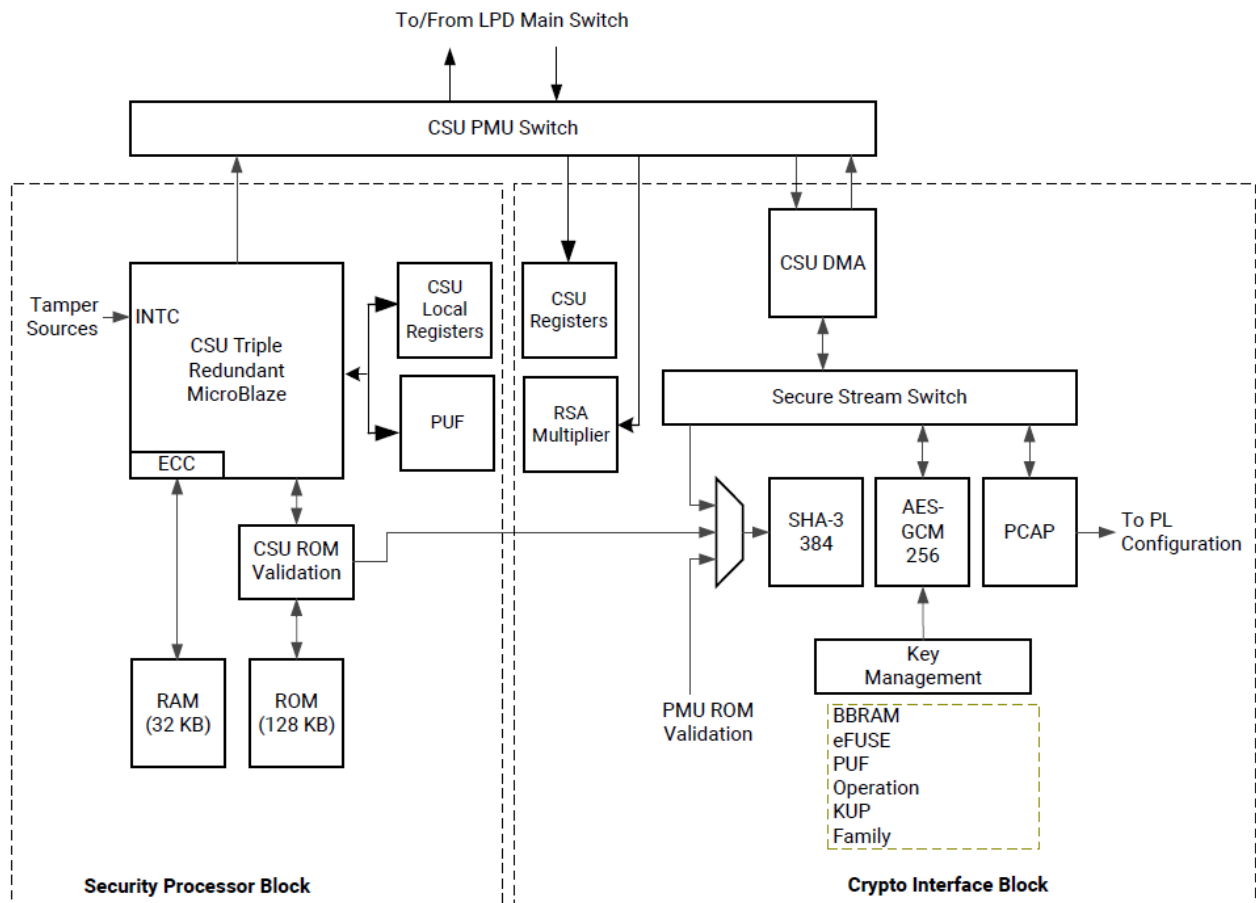 To/From LPD Main Switch
CSU PMU Switch
Tamper
Sources
INTC
CSU Triple
Redundant
MicroBlaze
ECC
CSU
Local
Registers
PUF
CSU ROM
Validation
RAM
(32 KB)
ROM
(128 KB)
Security Processor Block
CSU
Registers
RSA
Multiplier
CSU DMA
Secure Stream Switch
SHA-3
384
AES-
GCM
256
PCAP
To PL
Configuration
Key
Management
PMU ROM
Validation
BBRAM
eFUSE
PUF
Operation
KUP
Family
Crypto Interface Block